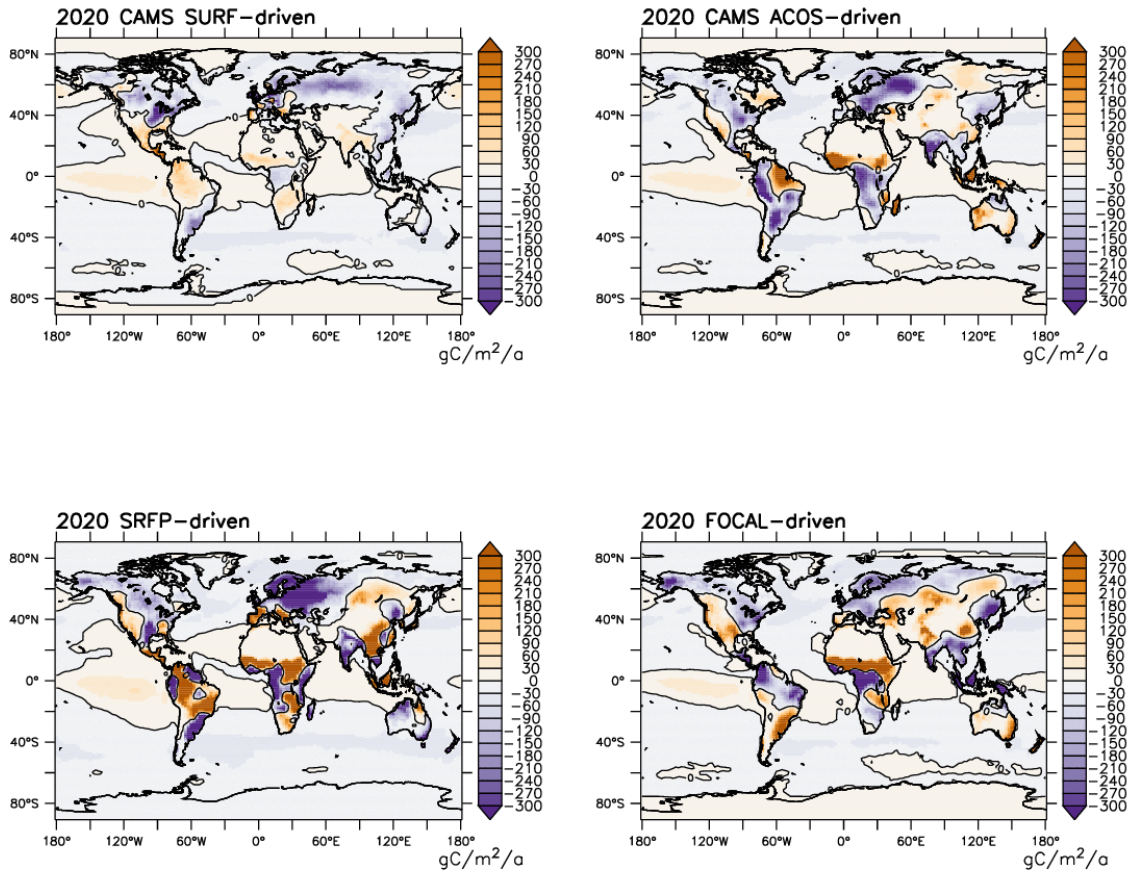 2020 CAMS SURF-driven
80°N
40°N
0°
40°S
80°S
180°
120°W
60°W
0°
60°E
120°E
180°
300
270
240
210
180
150
120
90
60
30
0
-30
-60
-90
-120
-150
-180
-210
-240
-270
-300
gC/m²/a
2020 CAMS ACOS-driven
80°N
40°N
0°
40°S
80°S
180°
120°W
60°W
0°
60°E
120°E
180°
300
270
240
210
180
150
120
90
60
30
0
-30
-60
-90
-120
-150
-180
-210
-240
-270
-300
gC/m²/a
2020 SRFP-driven
80°N
40°N
0°
40°S
80°S
180°
120°W
60°W
0°
60°E
120°E
180°
300
270
240
210
180
150
120
90
60
30
0
-30
-60
-90
-120
-150
-180
-210
-240
-270
-300
gC/m²/a
2020 FOCAL-driven
80°N
40°N
0°
40°S
80°S
180°
120°W
60°W
0°
60°E
120°E
180°
300
270
240
210
180
150
120
90
60
30
0
-30
-60
-90
-120
-150
-180
-210
-240
-270
-300
gC/m²/a